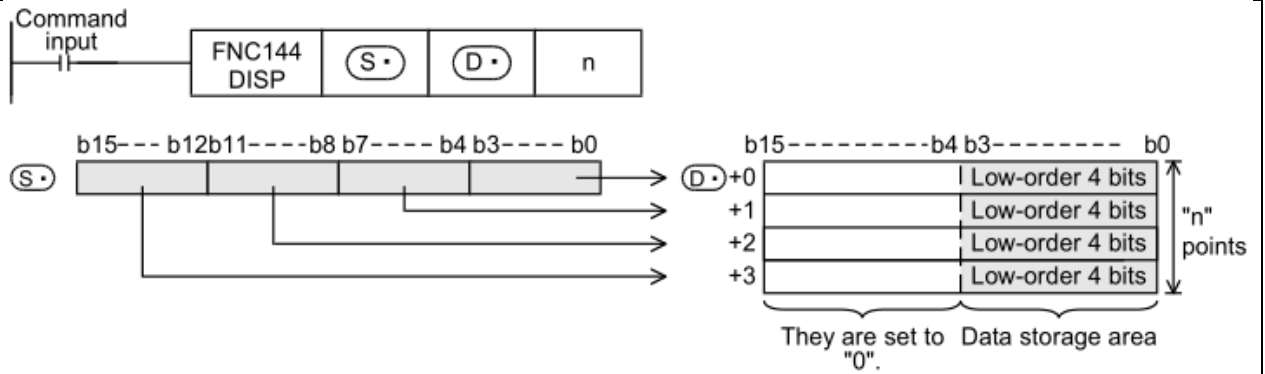 Command
input
FNC144
DISP
S·
D·
n
b15--- b12b11----b8 b7---- b4 b3---- b0
b15---------b4 b3-------- b0
S·
D· +0
Low-order 4 bits
+1
Low-order 4 bits
+2
Low-order 4 bits
+3
Low-order 4 bits
"n"
points
They are set to
"0".
Data storage area